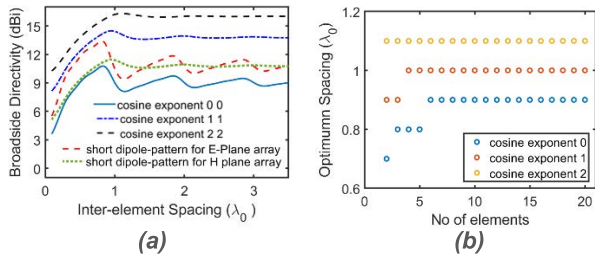 Broadside Directivity (dBi)
18
15
12
9
6
3
0
cosine exponent 0 0
cosine exponent 1 1
cosine exponent 2 2
short dipole-pattern for E-Plane array
short dipole-pattern for H plane array
0 1 2 3
Inter-element Spacing (λ0 )
(a)
Optimumn Spacing (λ0)
1.2
1
0.8
0.6
cosine exponent 0
cosine exponent 1
cosine exponent 2
0 5 10 15 20
No of elements
(b)